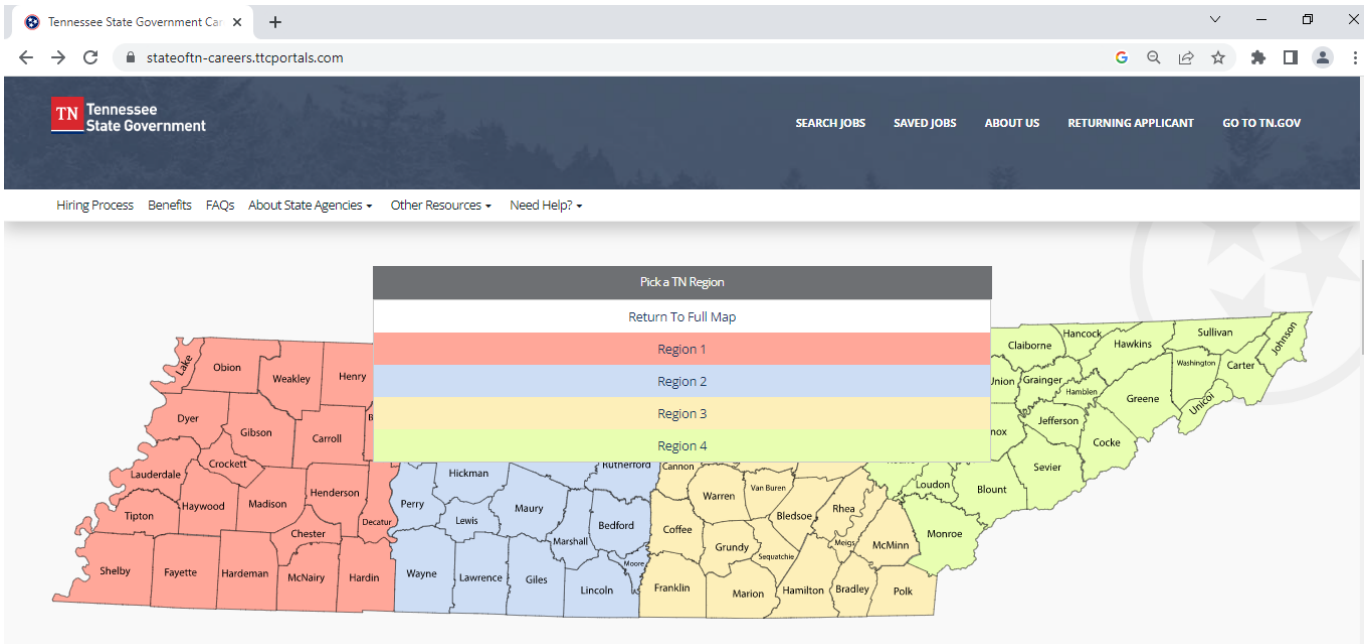 Tennessee State Government Car
stateoftn-careers.ttcportals.com
TN Tennessee
State Government
SEARCH JOBS SAVED JOBS ABOUT US RETURNING APPLICANT GO TO TN.GOV
Hiring Process Benefits FAQs About State Agencies Other Resources Need Help?
Pick a TN Region
Return To Full Map
Region 1
Region 2
Region 3
Region 4
Lake
Obion
Weakley
Henry
Dyer
Gibson
Carroll
Lauderdale
Crockett
Tipton
Haywood
Madison
Henderson
Decatur
Chester
Shelby
Fayette
Hardeman
McNairy
Hardin
Hickman
Rutherford
Perry
Lewis
Maury
Bedford
Marshall
Moore
Wayne
Lawrence
Giles
Lincoln
Cannon
Warren
Van Buren
Bledsoe
Rhea
Coffee
Grundy
Sequatchie
Meigs
McMinn
Franklin
Marion
Hamilton
Bradley
Polk
Claiborne
Hancock
Hawkins
Sullivan
Johnson
Washington
Carter
Unicoi
Greene
Grainger
Hamblen
Jefferson
Cocke
Sevier
Blount
Loudon
Monroe